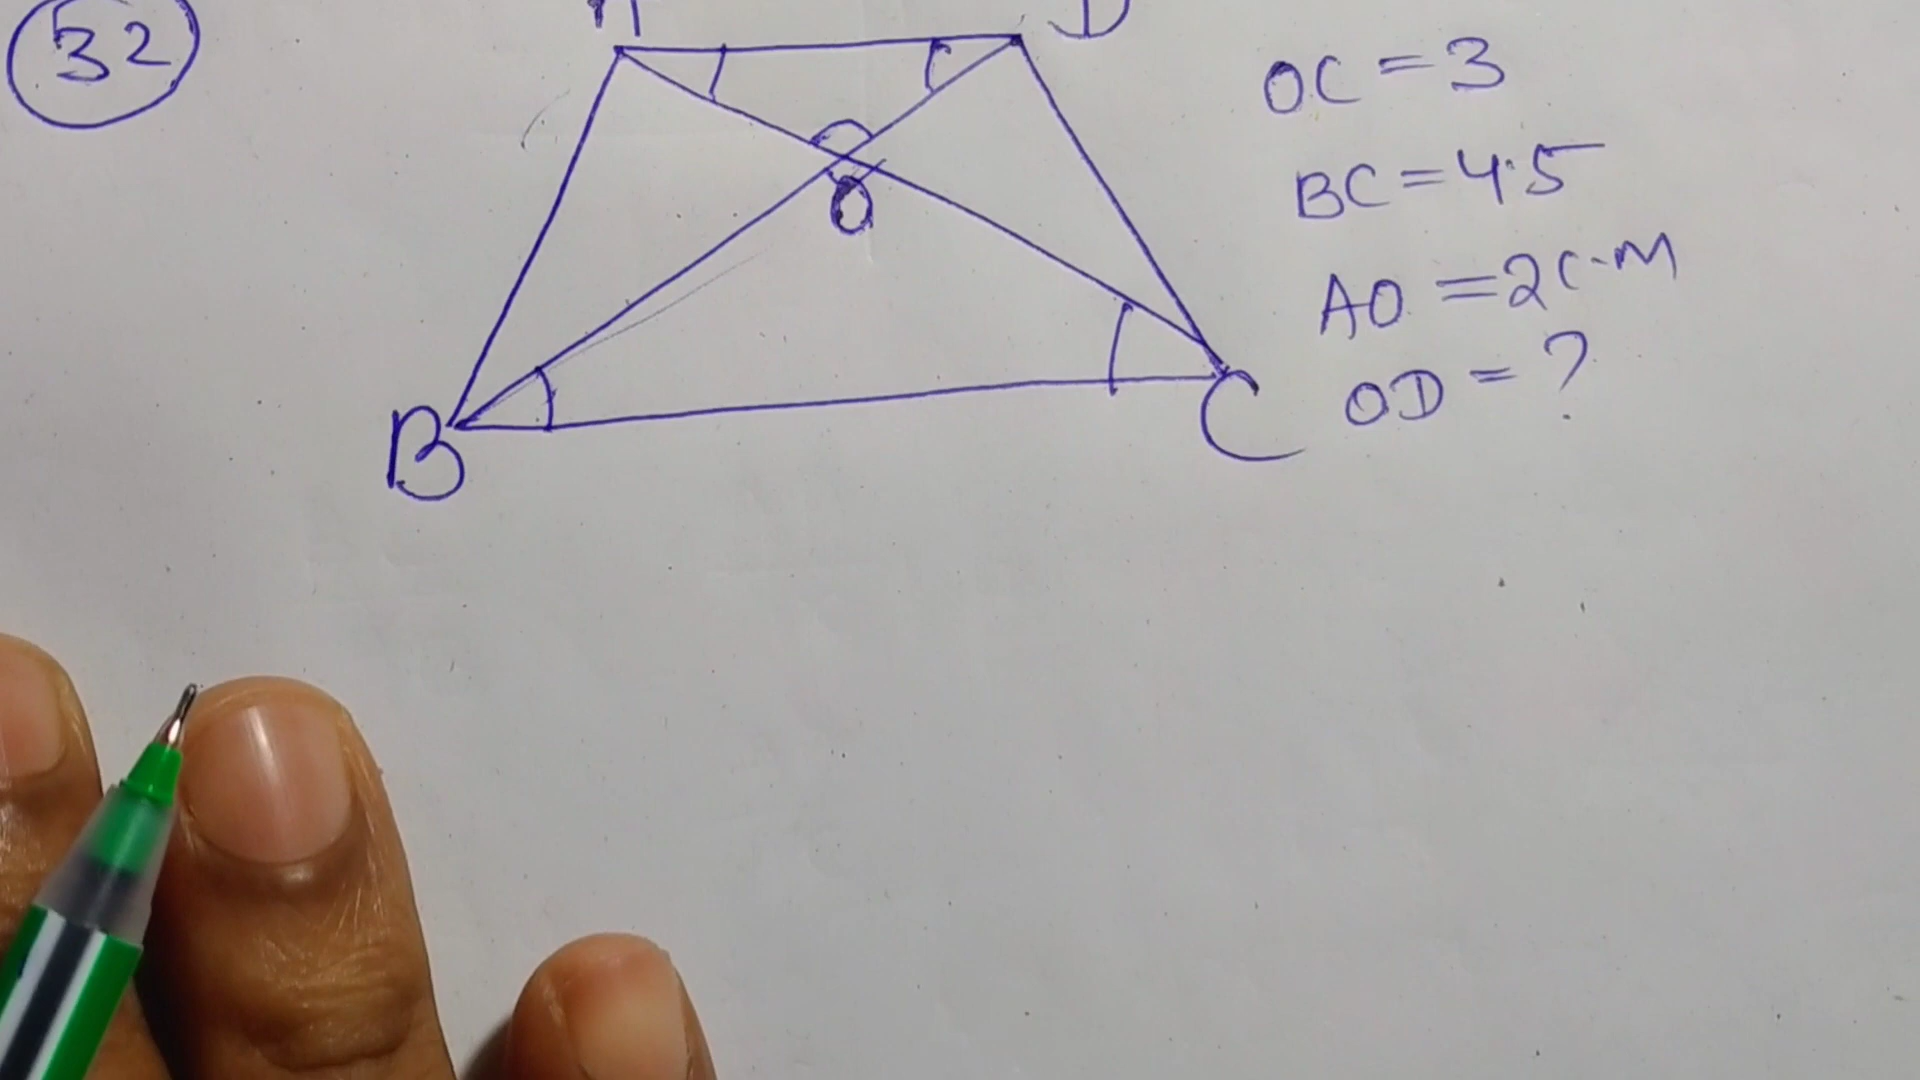 32
A
D
O
B
C
OC = 3
BC = 4.5
AO = 2C.M
OD = ?